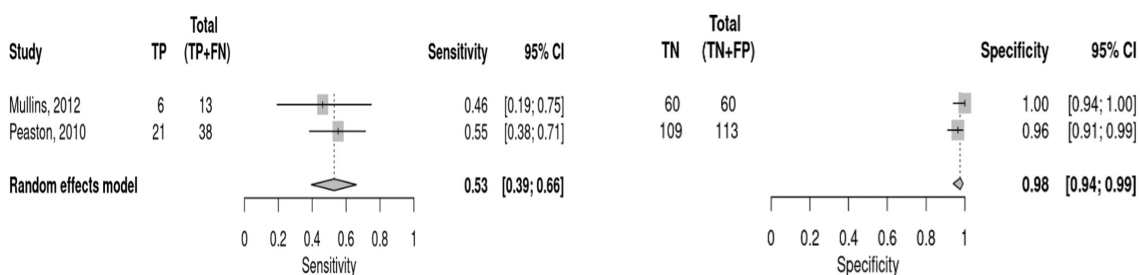 Total Total
Study TP (TP+FN) Sensitivity 95% CI TN (TN+FP) Specificity 95% CI
Mullins, 2012 6 13 0.46 [0.19; 0.75] 60 60 1.00 [0.94; 1.00]
Peaston, 2010 21 38 0.55 [0.38; 0.71] 109 113 0.96 [0.91; 0.99]
Random effects model 0.53 [0.39; 0.66] 0.98 [0.94; 0.99]
0 0.2 0.4 0.6 0.8 1 0 0.2 0.4 0.6 0.8 1
Sensitivity Specificity